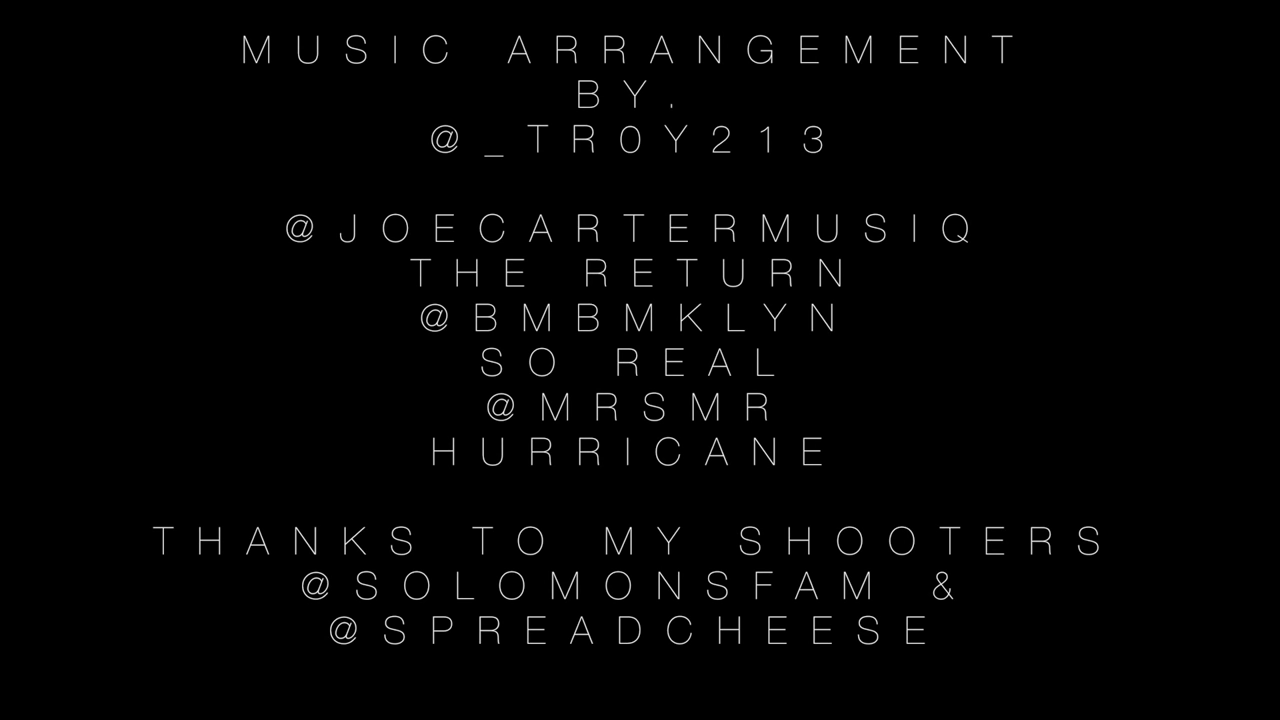 MUSIC ARRANGEMENT
BY.
@_TR0Y213
@JOECARTERMUSIQ
THE RETURN
@BMBMKLYN
SO REAL
@MRSMR
HURRICANE
THANKS TO MY SHOOTERS
@SOLOMONSFAM &
@SPREADCHEESE